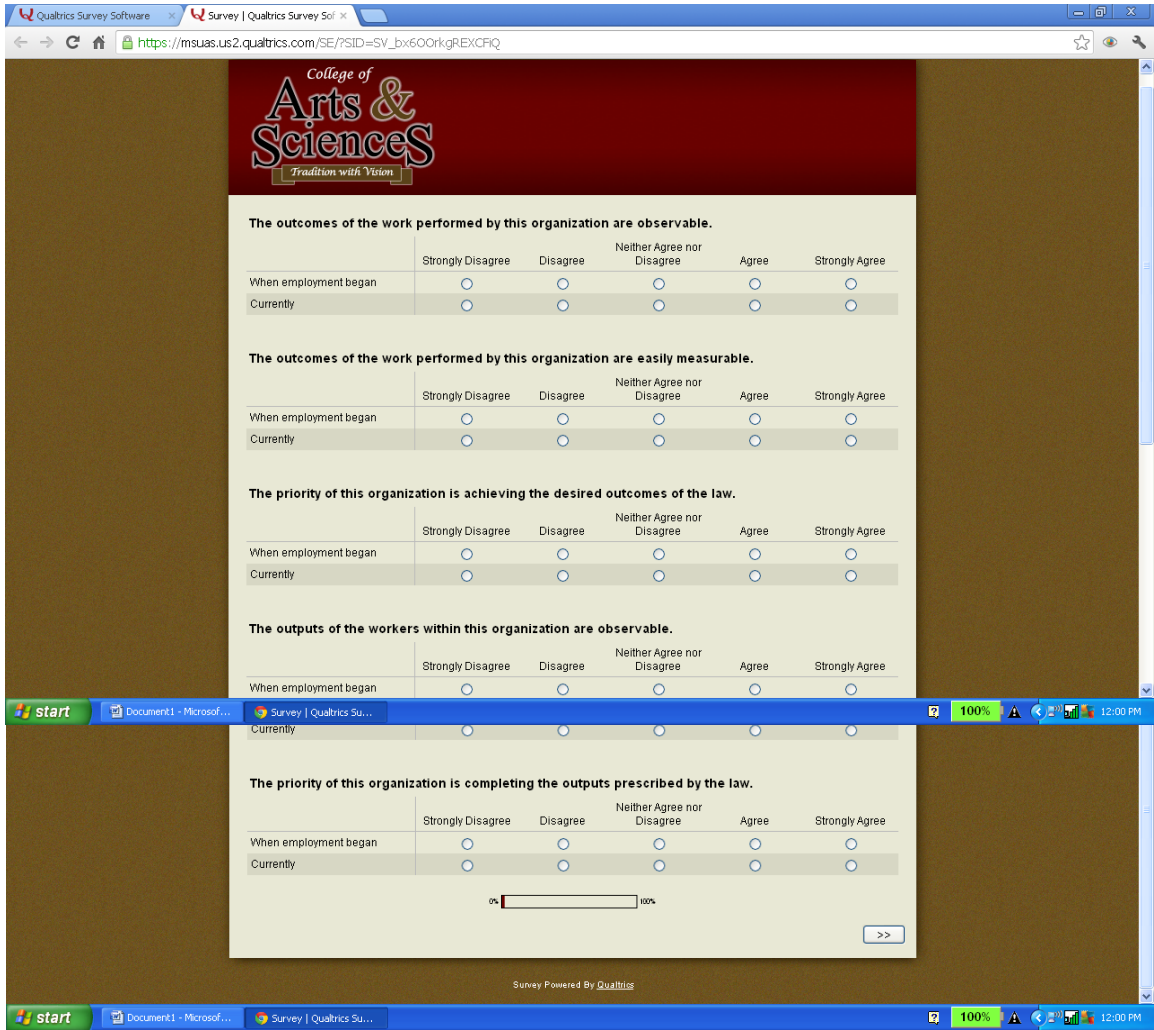 Qualtrics Survey Software
Survey | Qualtrics Survey Sof
https://msuas.us2.qualtrics.com/SE/?SID=SV_bx6OOrkgREXCFiQ
College of
Arts &
Sciences
Tradition with Vision
The outcomes of the work performed by this organization are observable.
Strongly Disagree Disagree Neither Agree nor Disagree Agree Strongly Agree
When employment began
Currently
The outcomes of the work performed by this organization are easily measurable.
Strongly Disagree Disagree Neither Agree nor Disagree Agree Strongly Agree
When employment began
Currently
The priority of this organization is achieving the desired outcomes of the law.
Strongly Disagree Disagree Neither Agree nor Disagree Agree Strongly Agree
When employment began
Currently
The outputs of the workers within this organization are observable.
Strongly Disagree Disagree Neither Agree nor Disagree Agree Strongly Agree
When employment began
start Document1 - Microsof... Survey | Qualtrics Su... 100% 12:00 PM
Currently
The priority of this organization is completing the outputs prescribed by the law.
Strongly Disagree Disagree Neither Agree nor Disagree Agree Strongly Agree
When employment began
Currently
0% 100%
>>
Survey Powered By Qualtrics
start Document1 - Microsof... Survey | Qualtrics Su... 100% 12:00 PM